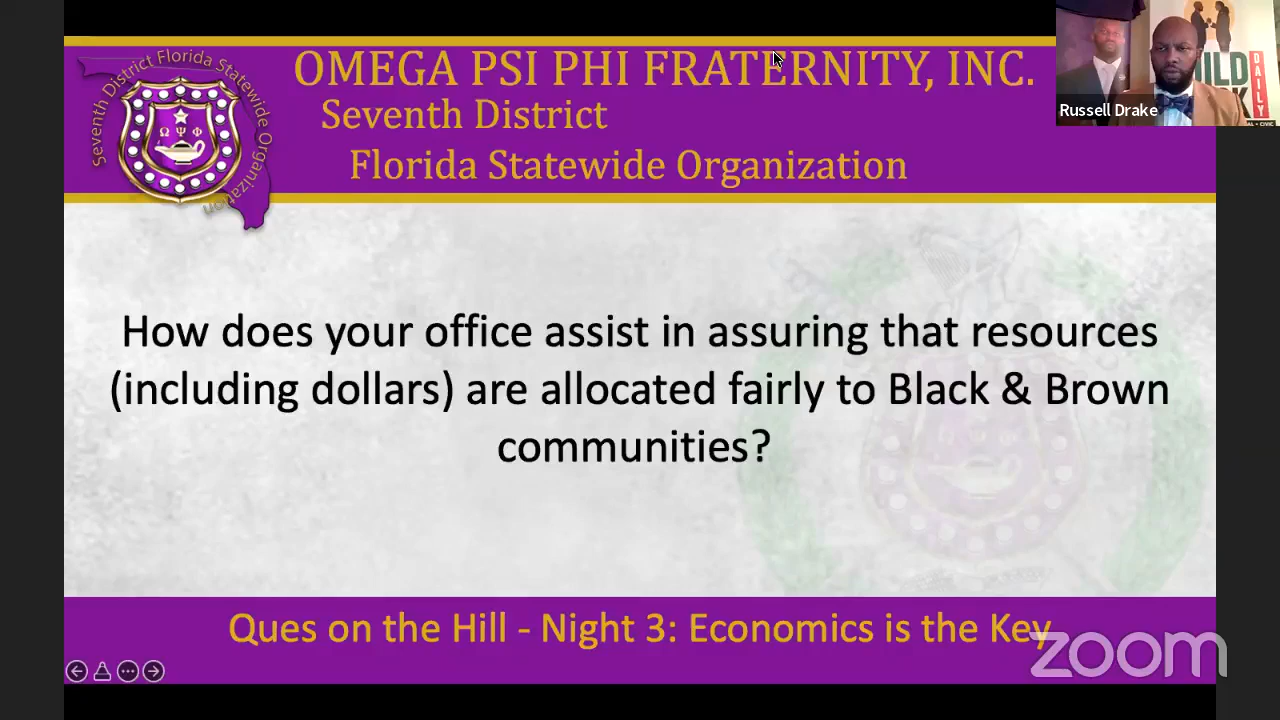 OMEGA PSI PHI FRATERNITY, INC.
Seventh District
Florida Statewide Organization
Seventh District Florida Statewide Organization
Ω Ψ Φ
Russell Drake
DAILY
How does your office assist in assuring that resources
(including dollars) are allocated fairly to Black & Brown
communities?
Ques on the Hill - Night 3: Economics is the Key
zoom